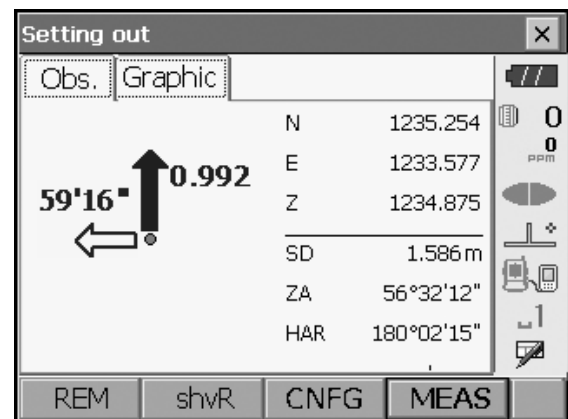 Setting out
Obs. Graphic
N 1235.254
E 1233.577
Z 1234.875
SD 1.586m
ZA 56°32'12"
HAR 180°02'15"
0.992
59'16"
0
0
ppm
1
REM shvR CNFG MEAS